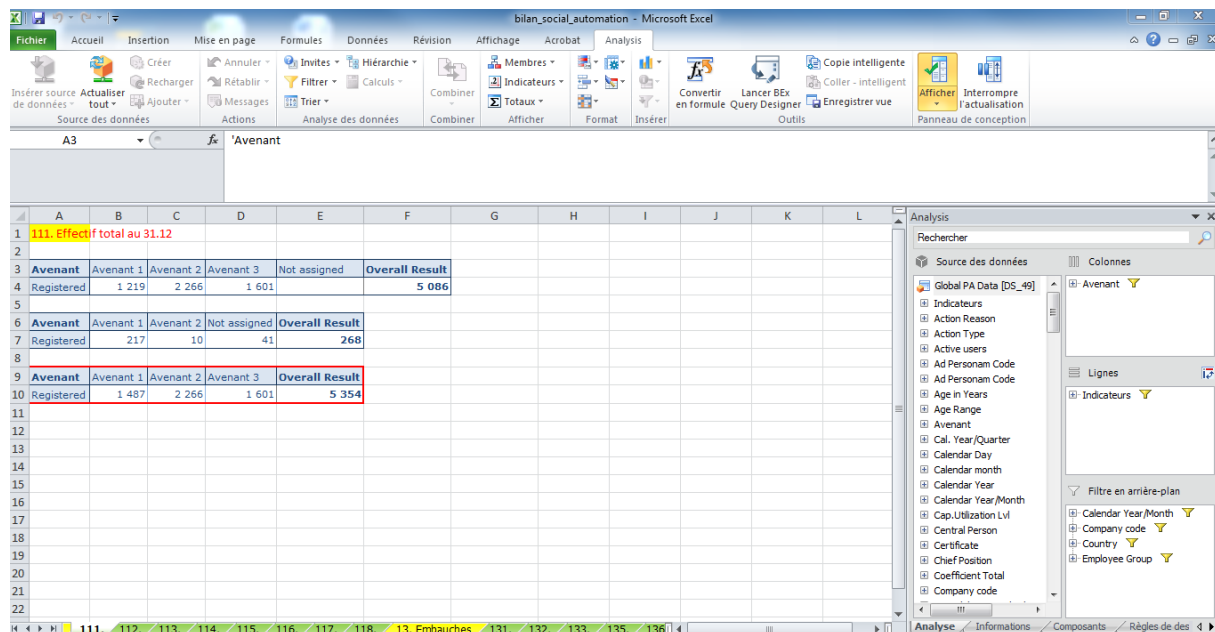 bilan_social_automation - Microsoft Excel
Fichier Accueil Insertion Mise en page Formules Données Révision Affichage Acrobat Analysis
Insérer source de données
Actualiser tout
Créer
Recharger
Ajouter
Source des données
Annuler
Rétablir
Messages
Actions
Invites
Filtrer
Trier
Hiérarchie
Calculs
Analyse des données
Combiner
Combiner
Membres
Indicateurs
Totaux
Afficher
Format
Insérer
Convertir en formule
Lancer BEx Query Designer
Copie intelligente
Coller - intelligent
Enregistrer vue
Outils
Afficher
Interrompre l'actualisation
Panneau de conception
A3 fx 'Avenant
A B C D E F G H I J K L
1 111. Effectif total au 31.12
2
3 Avenant Avenant 1 Avenant 2 Avenant 3 Not assigned Overall Result
4 Registered 1 219 2 266 1 601 5 086
5
6 Avenant Avenant 1 Avenant 2 Not assigned Overall Result
7 Registered 217 10 41 268
8
9 Avenant Avenant 1 Avenant 2 Avenant 3 Overall Result
10 Registered 1 487 2 266 1 601 5 354
11
12
13
14
15
16
17
18
19
20
21
22
111. 112. 113. 114. 115. 116. 117. 118. 13. Embauches 131. 132. 133. 135. 136
Analysis
Rechercher
Source des données
Global PA Data [DS_49]
Indicateurs
Action Reason
Action Type
Active users
Ad Personam Code
Ad Personam Code
Age in Years
Age Range
Avenant
Cal. Year/Quarter
Calendar Day
Calendar month
Calendar Year
Calendar Year/Month
Cap.Utilization Lvl
Central Person
Certificate
Chief Position
Coefficient Total
Company code
Colonnes
Avenant
Lignes
Indicateurs
Filtre en arrière-plan
Calendar Year/Month
Company code
Country
Employee Group
Analyse Informations Composants Règles de des